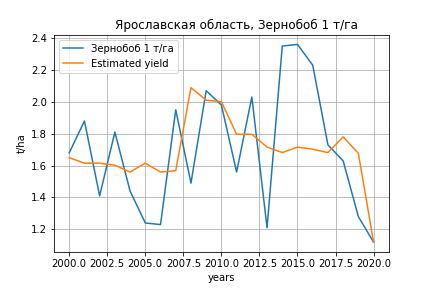 Ярославская область, Зернобоб 1 т/га
Зернобоб 1 т/га
Estimated yield
t/ha
2.4
2.2
2.0
1.8
1.6
1.4
1.2
2000.0 2002.5 2005.0 2007.5 2010.0 2012.5 2015.0 2017.5 2020.0
years